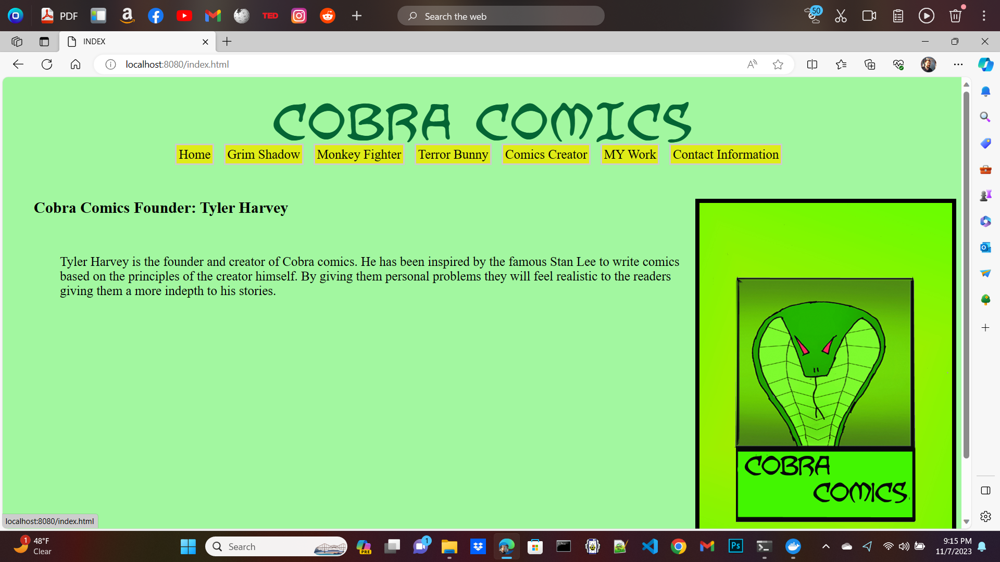 PDF
TED
Search the web
50
INDEX
localhost:8080/index.html
COBRA COMICS
Home Grim Shadow Monkey Fighter Terror Bunny Comics Creator MY Work Contact Information
Cobra Comics Founder: Tyler Harvey
Tyler Harvey is the founder and creator of Cobra comics. He has been inspired by the famous Stan Lee to write comics
based on the principles of the creator himself. By giving them personal problems they will feel realistic to the readers
giving them a more indepth to his stories.
COBRA
COMICS
localhost:8080/index.html
1
48°F
Clear
Search
PRE
1
Ps
9:15 PM
11/7/2023